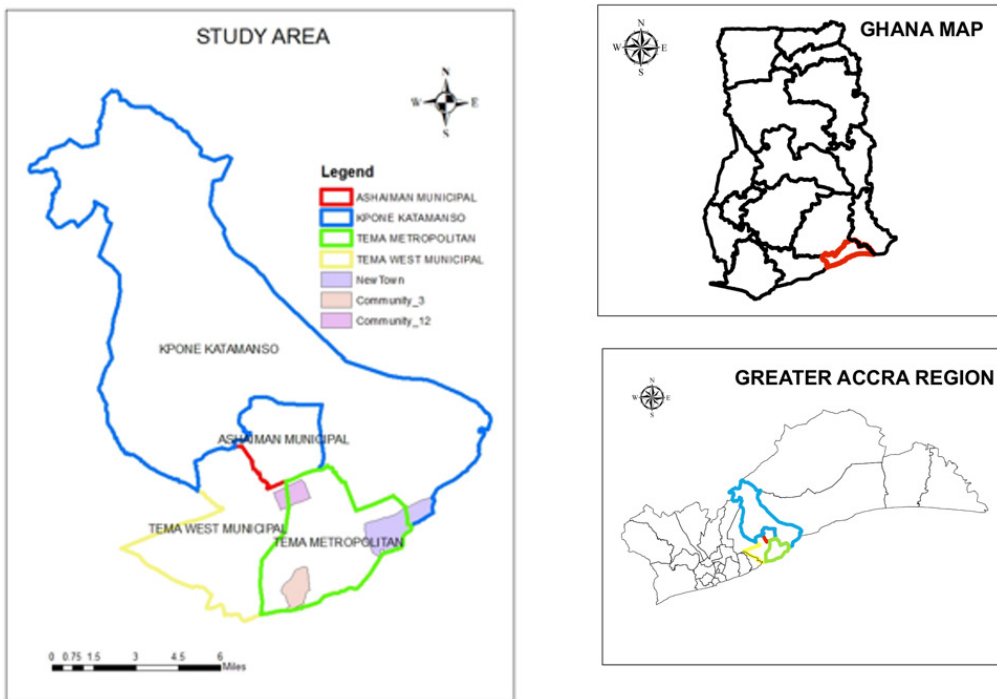 STUDY AREA
N
W E
S
Legend
ASHAIMAN MUNICIPAL
KPONE KATAMANSO
TEMA METROPOLITAN
TEMA WEST MUNICIPAL
NewTown
Community_3
Community_12
KPONE KATAMANSO
ASHAIMAN MUNICIPAL
TEMA WEST MUNICIPAL
TEMA METROPOLITAN
0 0.75 1.5 3 4.5 6
Miles
GHANA MAP
N
W E
S
GREATER ACCRA REGION
N
W E
S